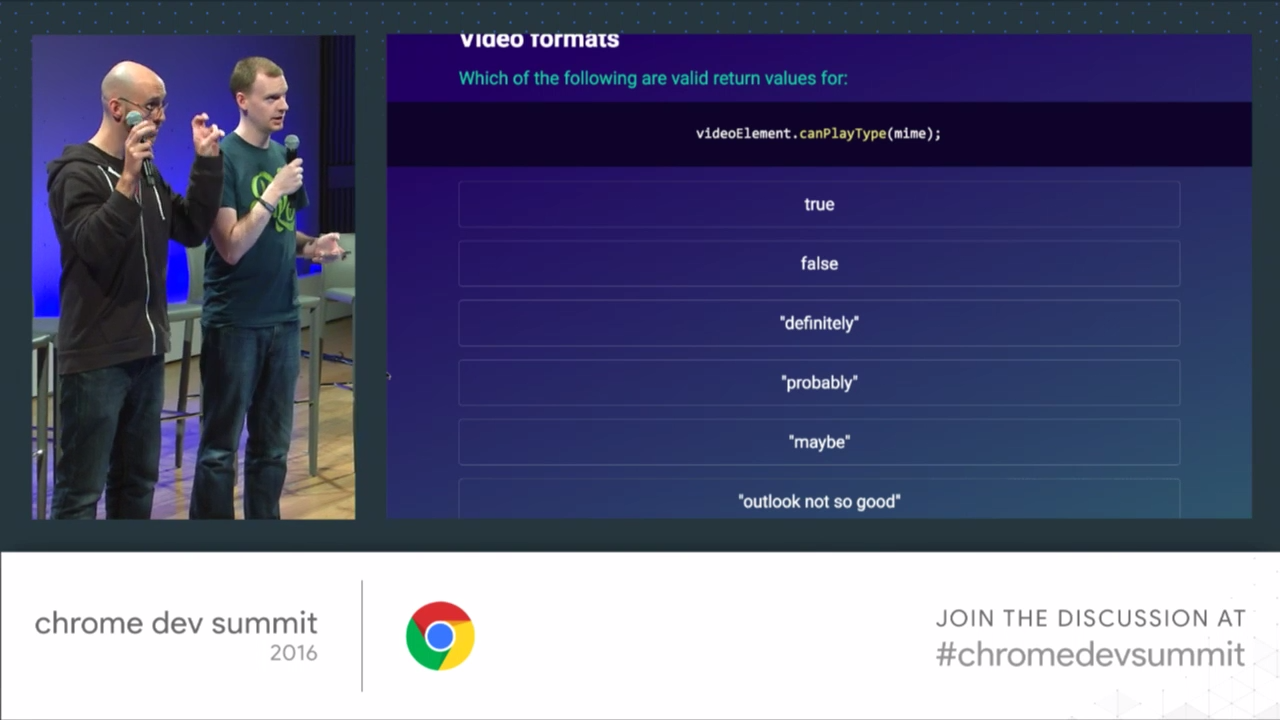 Video formats
Which of the following are valid return values for:
videoElement.canPlayType(mime);
true
false
"definitely"
"probably"
"maybe"
"outlook not so good"
chrome dev summit
2016
JOIN THE DISCUSSION AT
#chromedevsummit